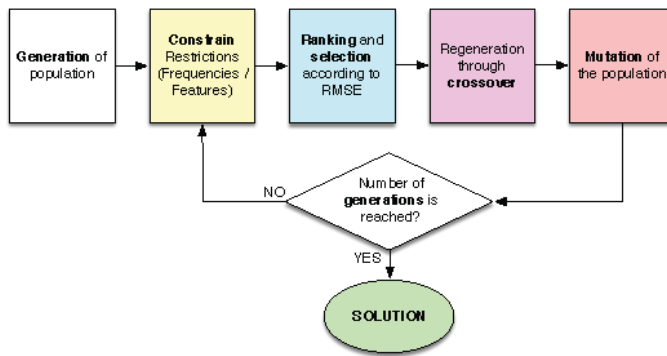 Generation of
population
Constrain
Restrictions
(Frequencies /
Features)
Ranking and
selection
according to
RMSE
Regeneration
through
crossover
Mutation of
the population
Number of
generations is
reached?
NO
YES
SOLUTION